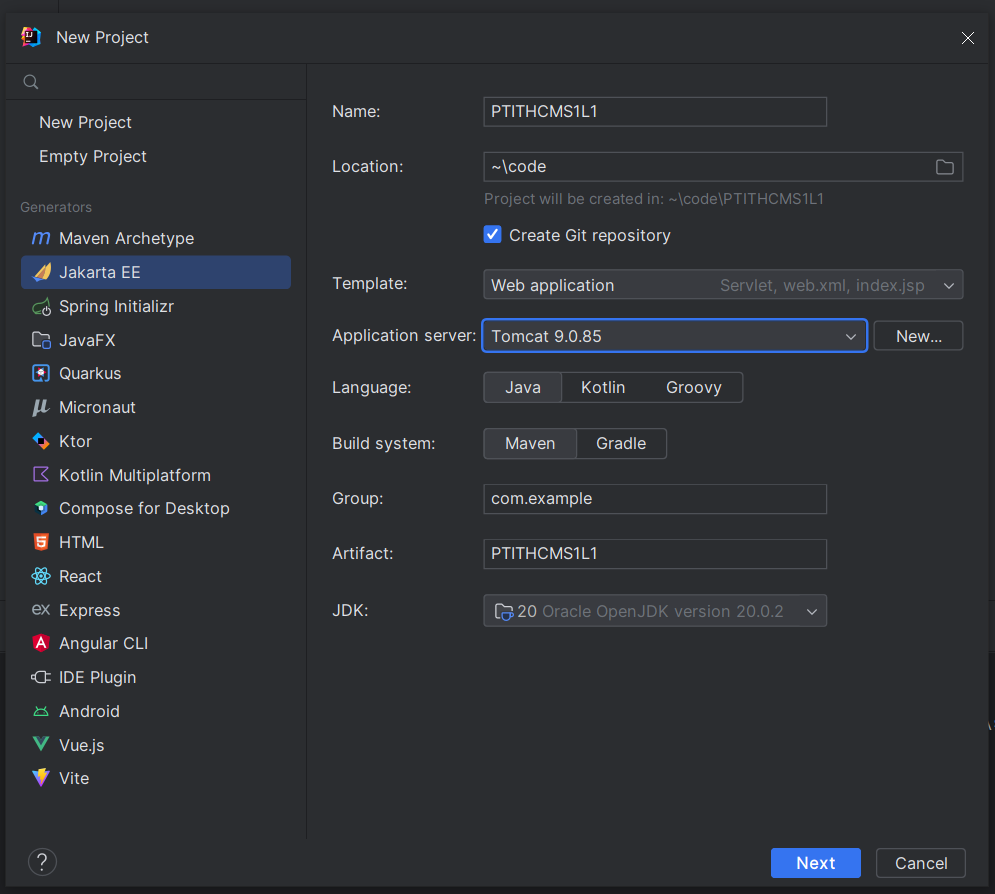 New Project
New Project
Empty Project
Generators
Maven Archetype
Jakarta EE
Spring Initializr
JavaFX
Quarkus
Micronaut
Ktor
Kotlin Multiplatform
Compose for Desktop
HTML
React
Express
Angular CLI
IDE Plugin
Android
Vue.js
Vite
Name: PTITHCMS1L1
Location: ~\code
Project will be created in: ~\code\PTITHCMS1L1
Create Git repository
Template: Web application Servlet, web.xml, index.jsp
Application server: Tomcat 9.0.85 New...
Language: Java Kotlin Groovy
Build system: Maven Gradle
Group: com.example
Artifact: PTITHCMS1L1
JDK: 20 Oracle OpenJDK version 20.0.2
? Next Cancel